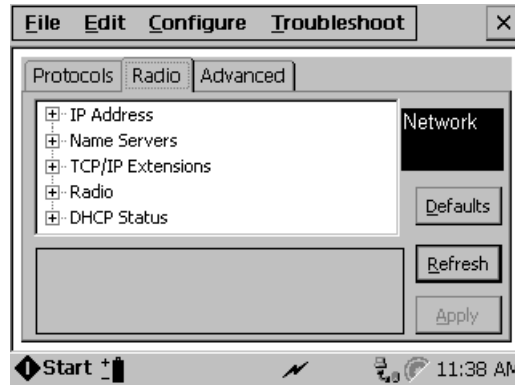 File Edit Configure Troubleshoot
Protocols Radio Advanced
IP Address
Name Servers
TCP/IP Extensions
Radio
DHCP Status
Network
Defaults
Refresh
Apply
Start 11:38 AM